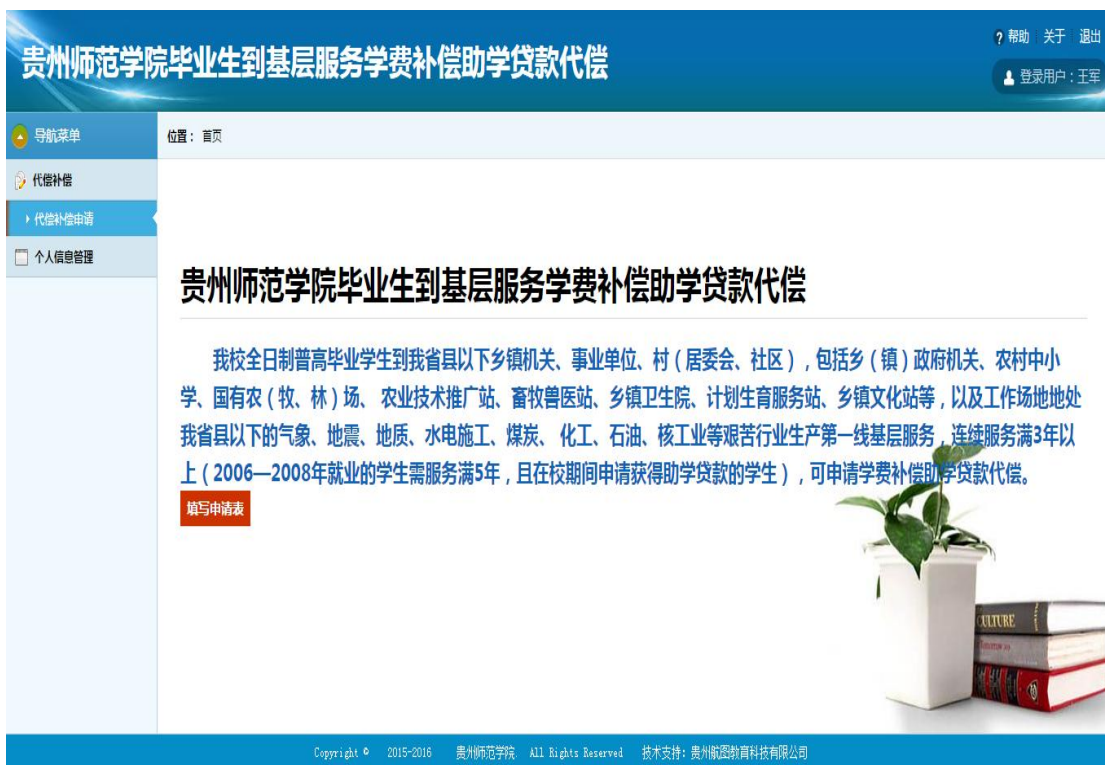 贵州师范学院毕业生到基层服务学费补偿助学贷款代偿
帮助 关于 退出
登录用户：王军
导航菜单
位置： 首页
代偿补偿
代偿补偿申请
个人信息管理
贵州师范学院毕业生到基层服务学费补偿助学贷款代偿
我校全日制普高毕业学生到我省县以下乡镇机关、事业单位、村（居委会、社区），包括乡（镇）政府机关、农村中小
学、国有农（牧、林）场、 农业技术推广站、畜牧兽医站、乡镇卫生院、计划生育服务站、乡镇文化站等，以及工作场地地处
我省县以下的气象、地震、地质、水电施工、煤炭、 化工、石油、核工业等艰苦行业生产第一线基层服务，连续服务满3年以
上（2006—2008年就业的学生需服务满5年，且在校期间申请获得助学贷款的学生），可申请学费补偿助学贷款代偿。
填写申请表
CULTURE
Copyright © 2015-2016 贵州师范学院 All Rights Reserved 技术支持：贵州航图教育科技有限公司